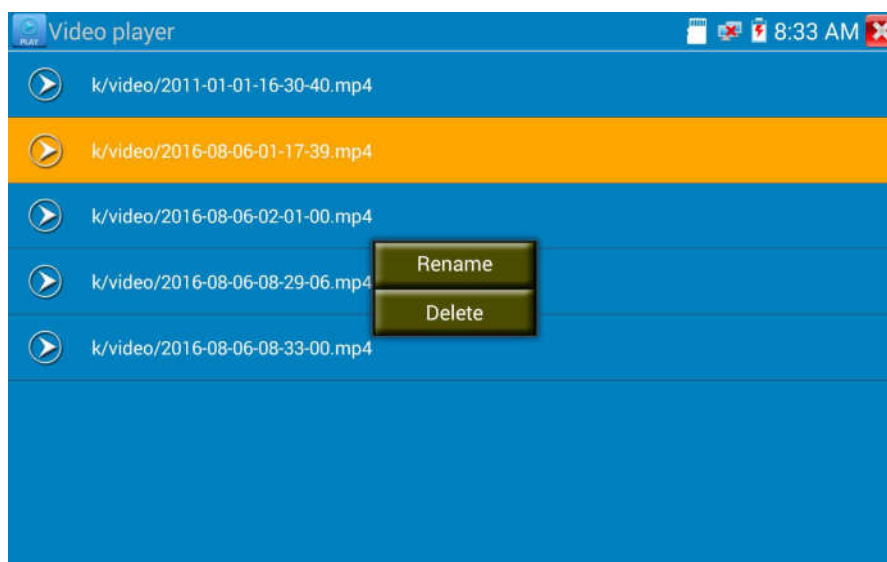 PLAY
Video player
8:33 AM
k/video/2011-01-01-16-30-40.mp4
k/video/2016-08-06-01-17-39.mp4
k/video/2016-08-06-02-01-00.mp4
k/video/2016-08-06-08-29-06.mp4
k/video/2016-08-06-08-33-00.mp4
Rename
Delete